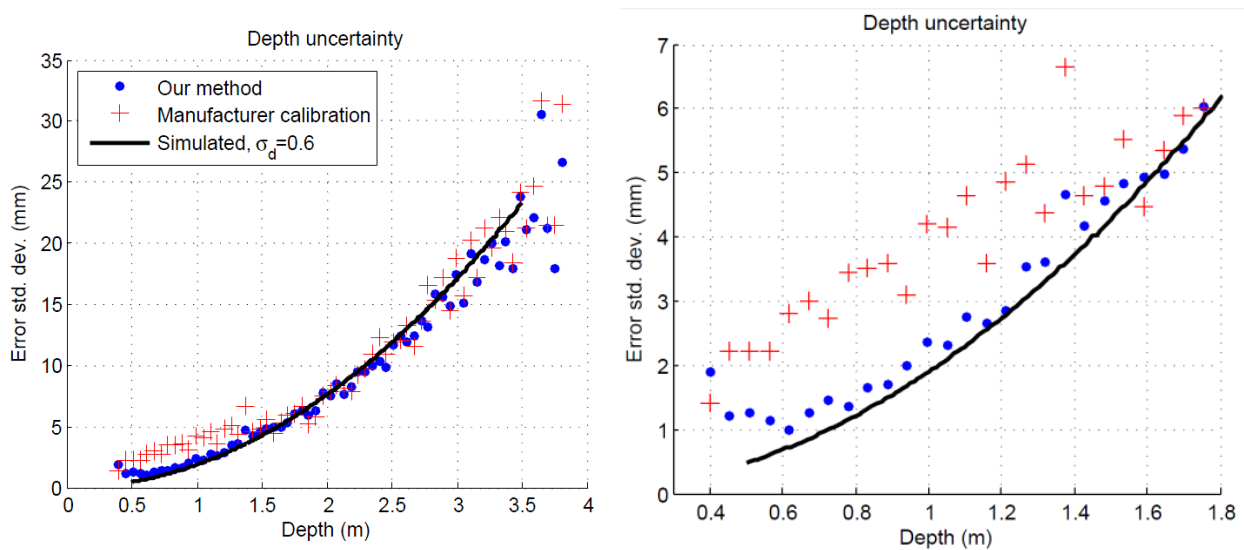 Depth uncertainty
35
30
25
20
15
10
5
0
Error std. dev. (mm)
Our method
Manufacturer calibration
Simulated, σd=0.6
0 0.5 1 1.5 2 2.5 3 3.5 4
Depth (m)
Depth uncertainty
7
6
5
4
3
2
1
0
Error std. dev. (mm)
0.4 0.6 0.8 1 1.2 1.4 1.6 1.8
Depth (m)